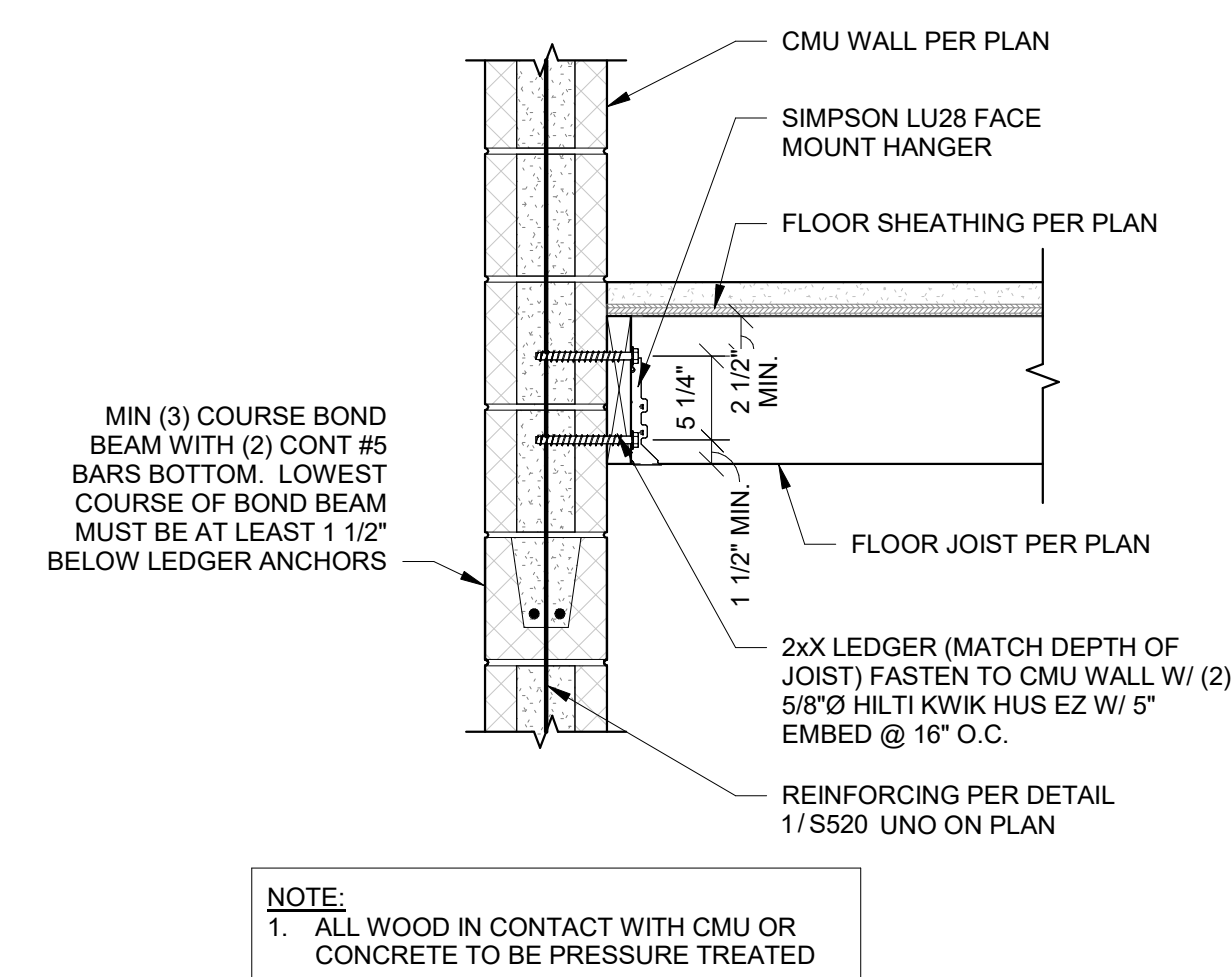 CMU WALL PER PLAN
SIMPSON LU28 FACE
MOUNT HANGER
FLOOR SHEATHING PER PLAN
5 1/4"
2 1/2"
MIN.
1 1/2" MIN.
MIN (3) COURSE BOND
BEAM WITH (2) CONT #5
BARS BOTTOM. LOWEST
COURSE OF BOND BEAM
MUST BE AT LEAST 1 1/2"
BELOW LEDGER ANCHORS
FLOOR JOIST PER PLAN
2xX LEDGER (MATCH DEPTH OF
JOIST) FASTEN TO CMU WALL W/ (2)
5/8"Ø HILTI KWIK HUS EZ W/ 5"
EMBED @ 16" O.C.
REINFORCING PER DETAIL
1/S520 UNO ON PLAN
NOTE:
1. ALL WOOD IN CONTACT WITH CMU OR
CONCRETE TO BE PRESSURE TREATED